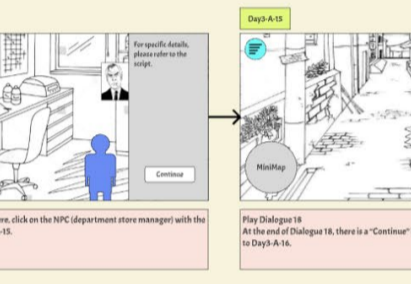 For specific details,
please refer to the
script.
Continue
ere, click on the NPC (department store manager) with the
-15.
Day3-A-15
MiniMap
Play Dialogue 18
At the end of Dialogue 18, there is a "Continue"
to Day3-A-16.